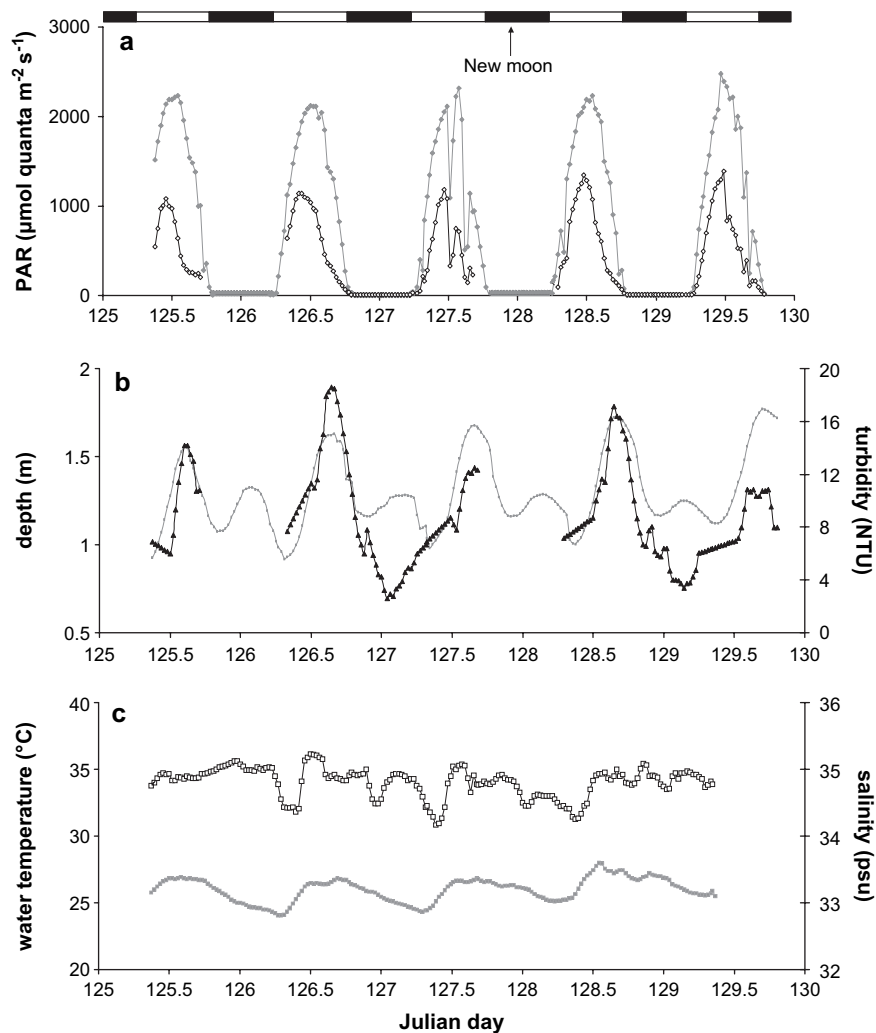 a
New moon
PAR (µmol quanta m⁻² s⁻¹)
3000
2000
1000
0
125 125.5 126 126.5 127 127.5 128 128.5 129 129.5 130
b
depth (m)
2
1.5
1
0.5
turbidity (NTU)
20
16
12
8
4
0
125 125.5 126 126.5 127 127.5 128 128.5 129 129.5 130
c
water temperature (°C)
40
35
30
25
20
salinity (psu)
36
35
34
33
32
125 125.5 126 126.5 127 127.5 128 128.5 129 129.5 130
Julian day